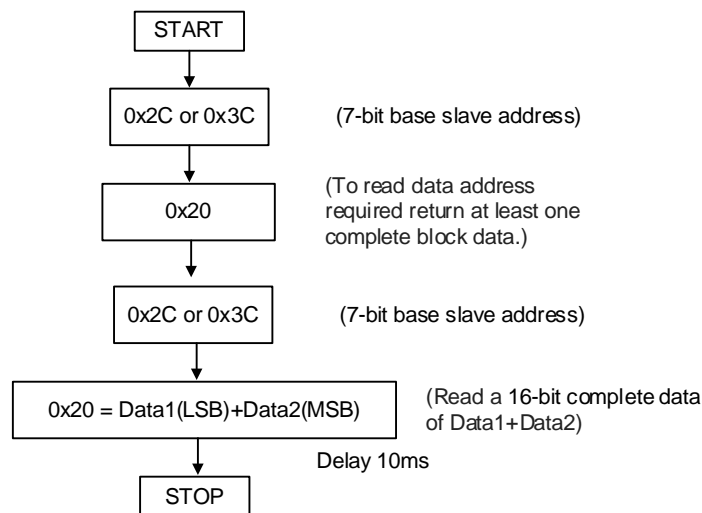 START
0x2C or 0x3C
(7-bit base slave address)
0x20
(To read data address
required return at least one
complete block data.)
0x2C or 0x3C
(7-bit base slave address)
0x20 = Data1(LSB)+Data2(MSB)
(Read a 16-bit complete data
of Data1+Data2)
Delay 10ms
STOP